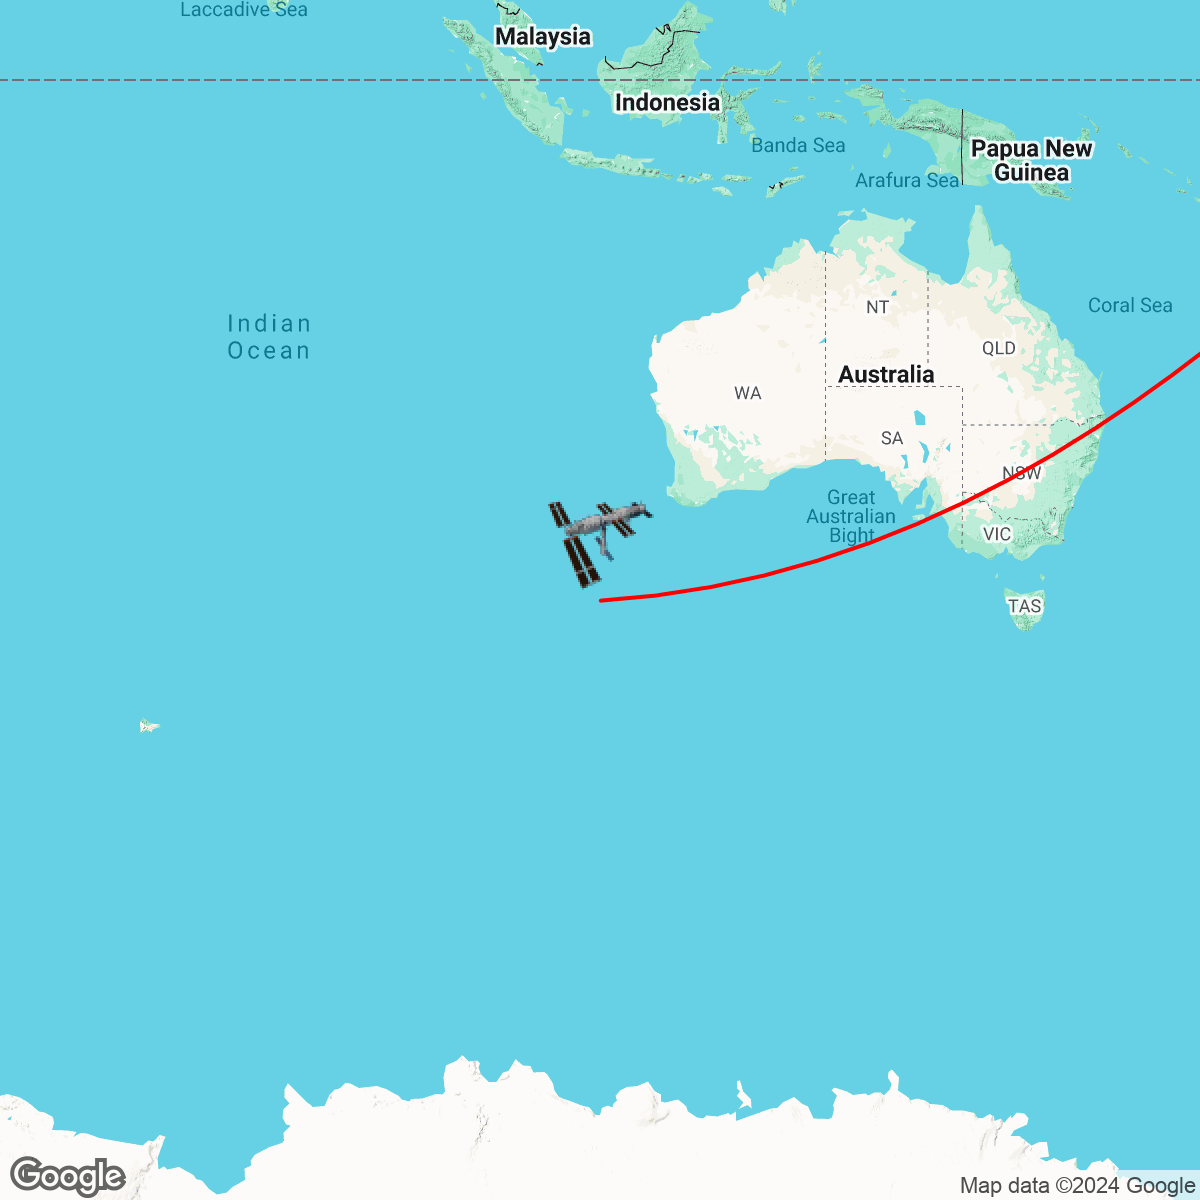 Laccadive Sea
Malaysia
Indonesia
Banda Sea
Papua New
Guinea
Arafura Sea
Coral Sea
NT
Indian
Ocean
QLD
Australia
WA
SA
NSW
Great
Australian
Bight
VIC
TAS
Google
Map data ©2024 Google